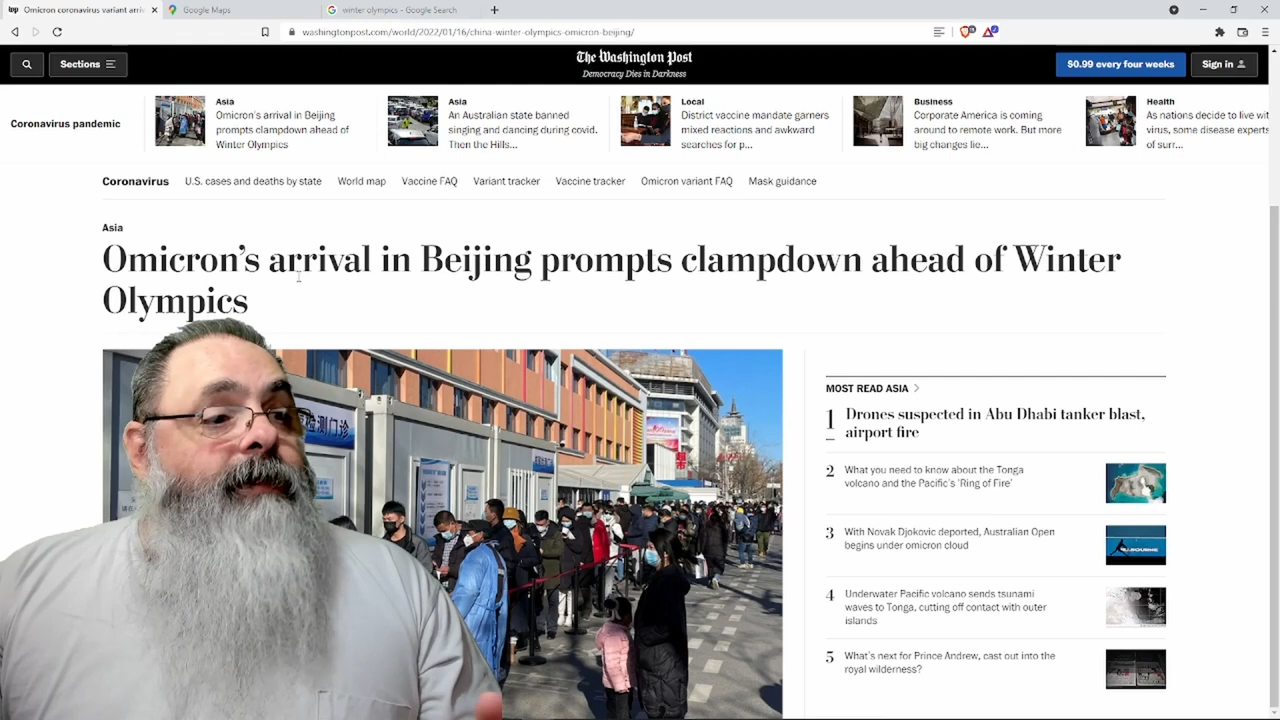 Omicron coronavirus variant arriv
Google Maps
winter olympics - Google Search
washingtonpost.com/world/2022/01/16/china-winter-olympics-omicron-beijing/
Sections
The Washington Post
Democracy Dies in Darkness
$0.99 every four weeks
Sign in
Coronavirus pandemic
Asia
Omicron's arrival in Beijing
prompts clampdown ahead of
Winter Olympics
Asia
An Australian state banned
singing and dancing during covid.
Then the Hills...
Local
District vaccine mandate garners
mixed reactions and awkward
searches for p...
Business
Corporate America is coming
around to remote work. But more
big changes lie...
Health
As nations decide to live wit
virus, some disease experts
of surr...
Coronavirus
U.S. cases and deaths by state
World map
Vaccine FAQ
Variant tracker
Vaccine tracker
Omicron variant FAQ
Mask guidance
Asia
Omicron’s arrival in Beijing prompts clampdown ahead of Winter
Olympics
MOST READ ASIA
1
Drones suspected in Abu Dhabi tanker blast,
airport fire
2
What you need to know about the Tonga
volcano and the Pacific's 'Ring of Fire'
3
With Novak Djokovic deported, Australian Open
begins under omicron cloud
4
Underwater Pacific volcano sends tsunami
waves to Tonga, cutting off contact with outer
islands
5
What's next for Prince Andrew, cast out into the
royal wilderness?